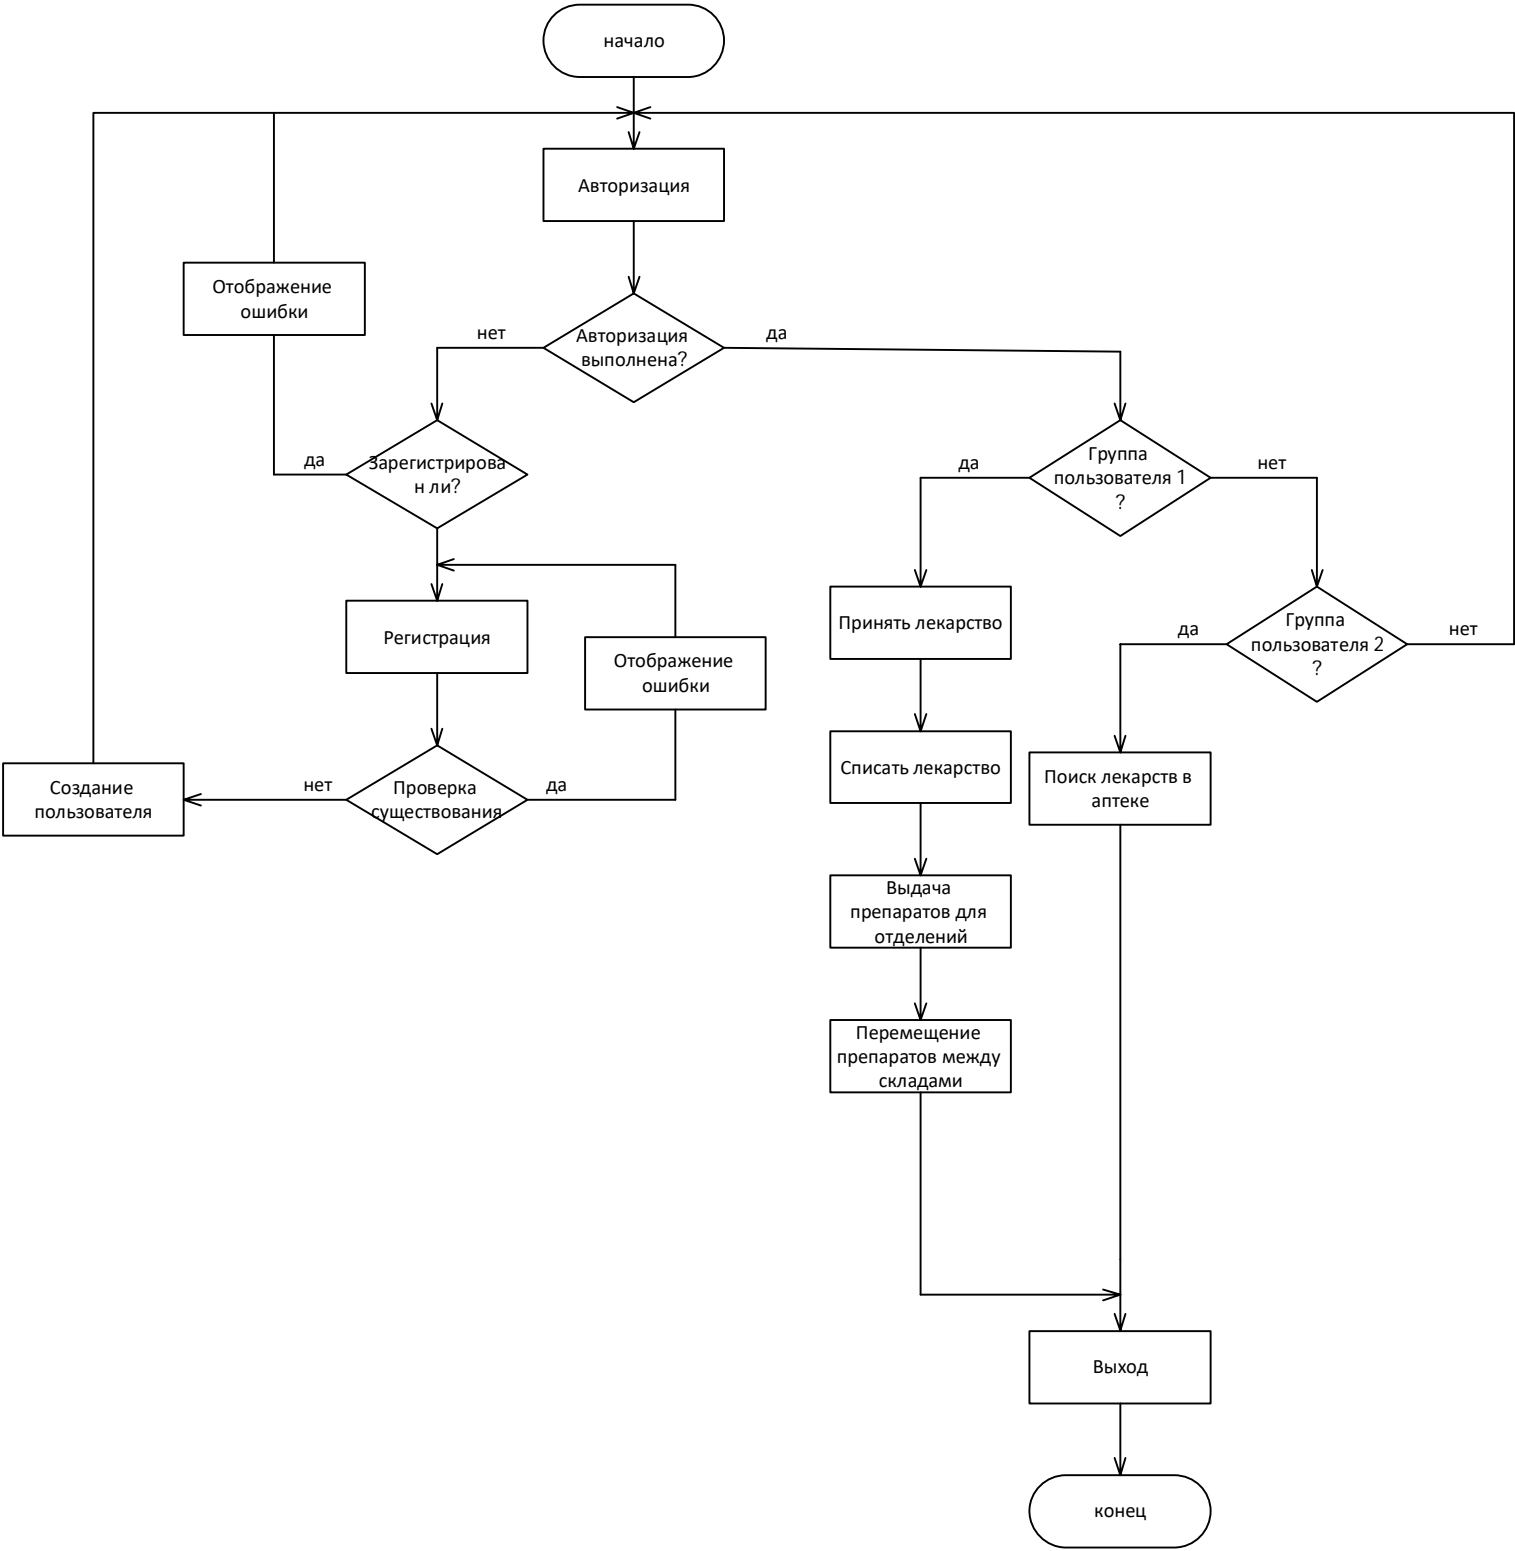 начало
Авторизация
Отображение
ошибки
нет
Авторизация
выполнена?
да
да
Зарегистрирова
н ли?
да
Группа
пользователя 1
?
нет
Регистрация
Отображение
ошибки
Принять лекарство
да
Группа
пользователя 2
?
нет
Создание
пользователя
нет
Проверка
существования
да
Списать лекарство
Поиск лекарств в
аптеке
Выдача
препаратов для
отделений
Перемещение
препаратов между
складами
Выход
конец